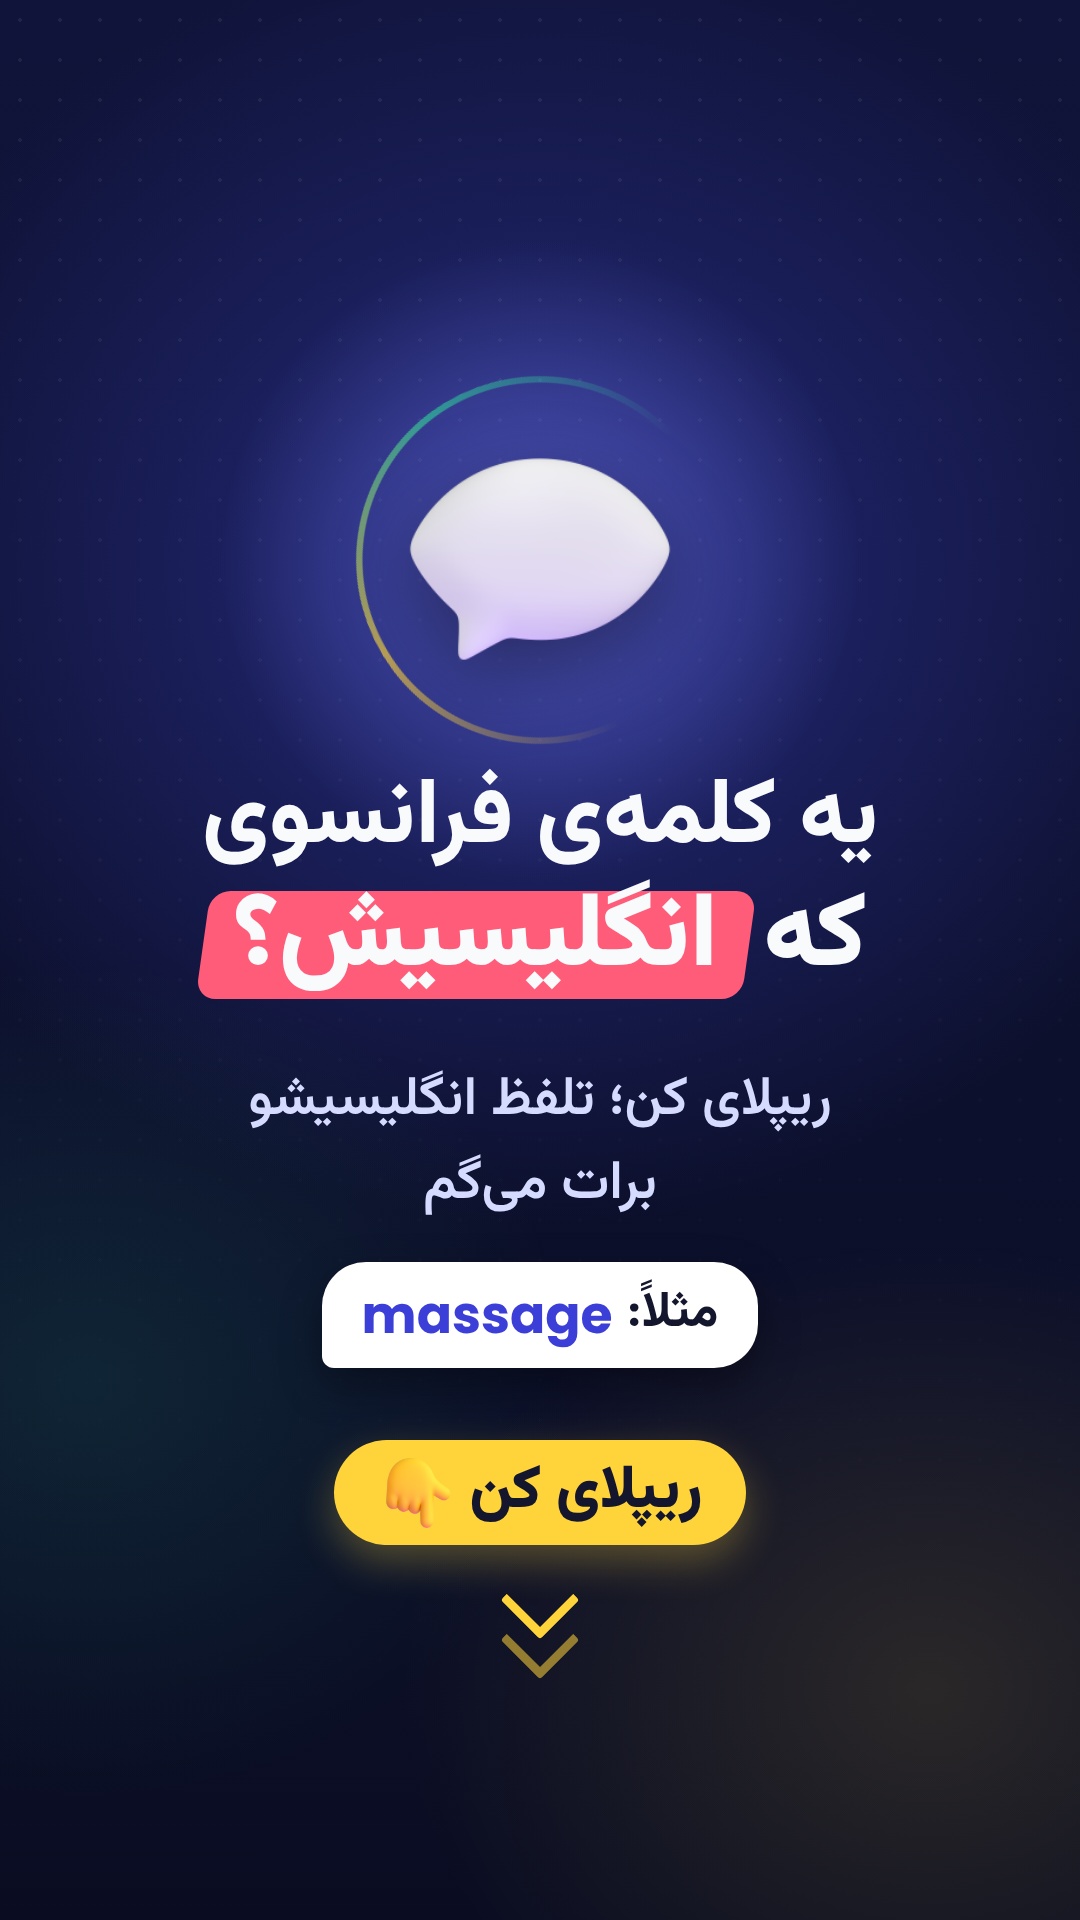 یه کلمه‌ی فرانسوی
که انگلیسیش؟
ریپلای کن؛ تلفظ انگلیسیشو
برات می‌گم
مثلاً: massage
ریپلای کن 👇